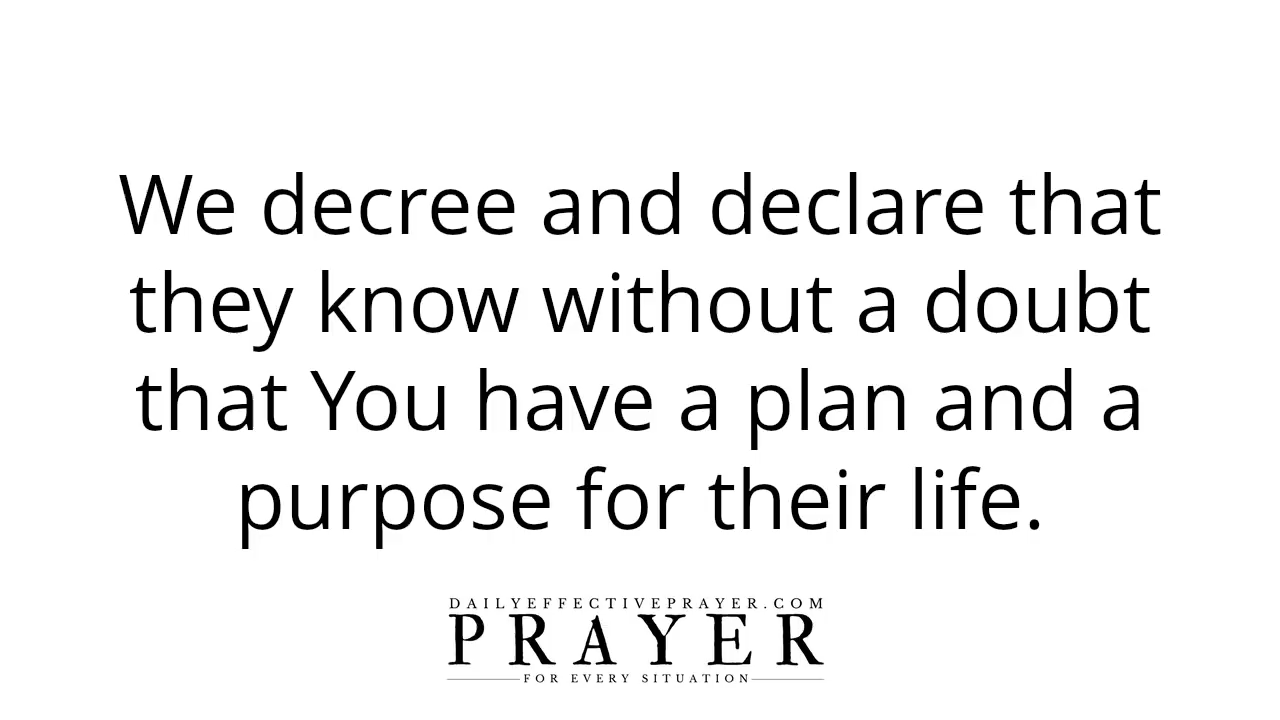 We decree and declare that
they know without a doubt
that You have a plan and a
purpose for their life.
DAILYEFFECTIVEPRAYER.COM
PRAYER
FOR EVERY SITUATION